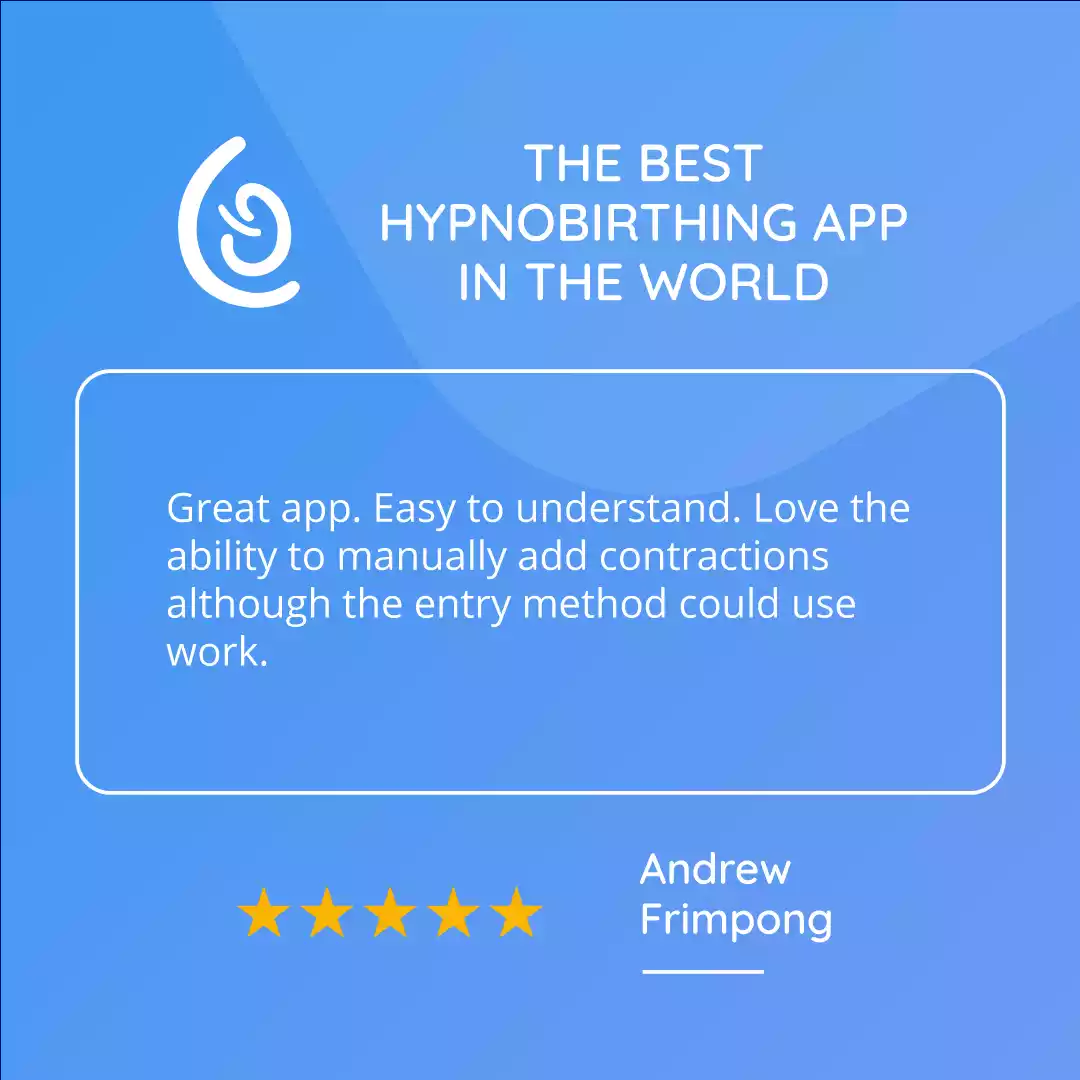 THE BEST
HYPNOBIRTHING APP
IN THE WORLD
Great app. Easy to understand. Love the
ability to manually add contractions
although the entry method could use
work.
Andrew
Frimpong